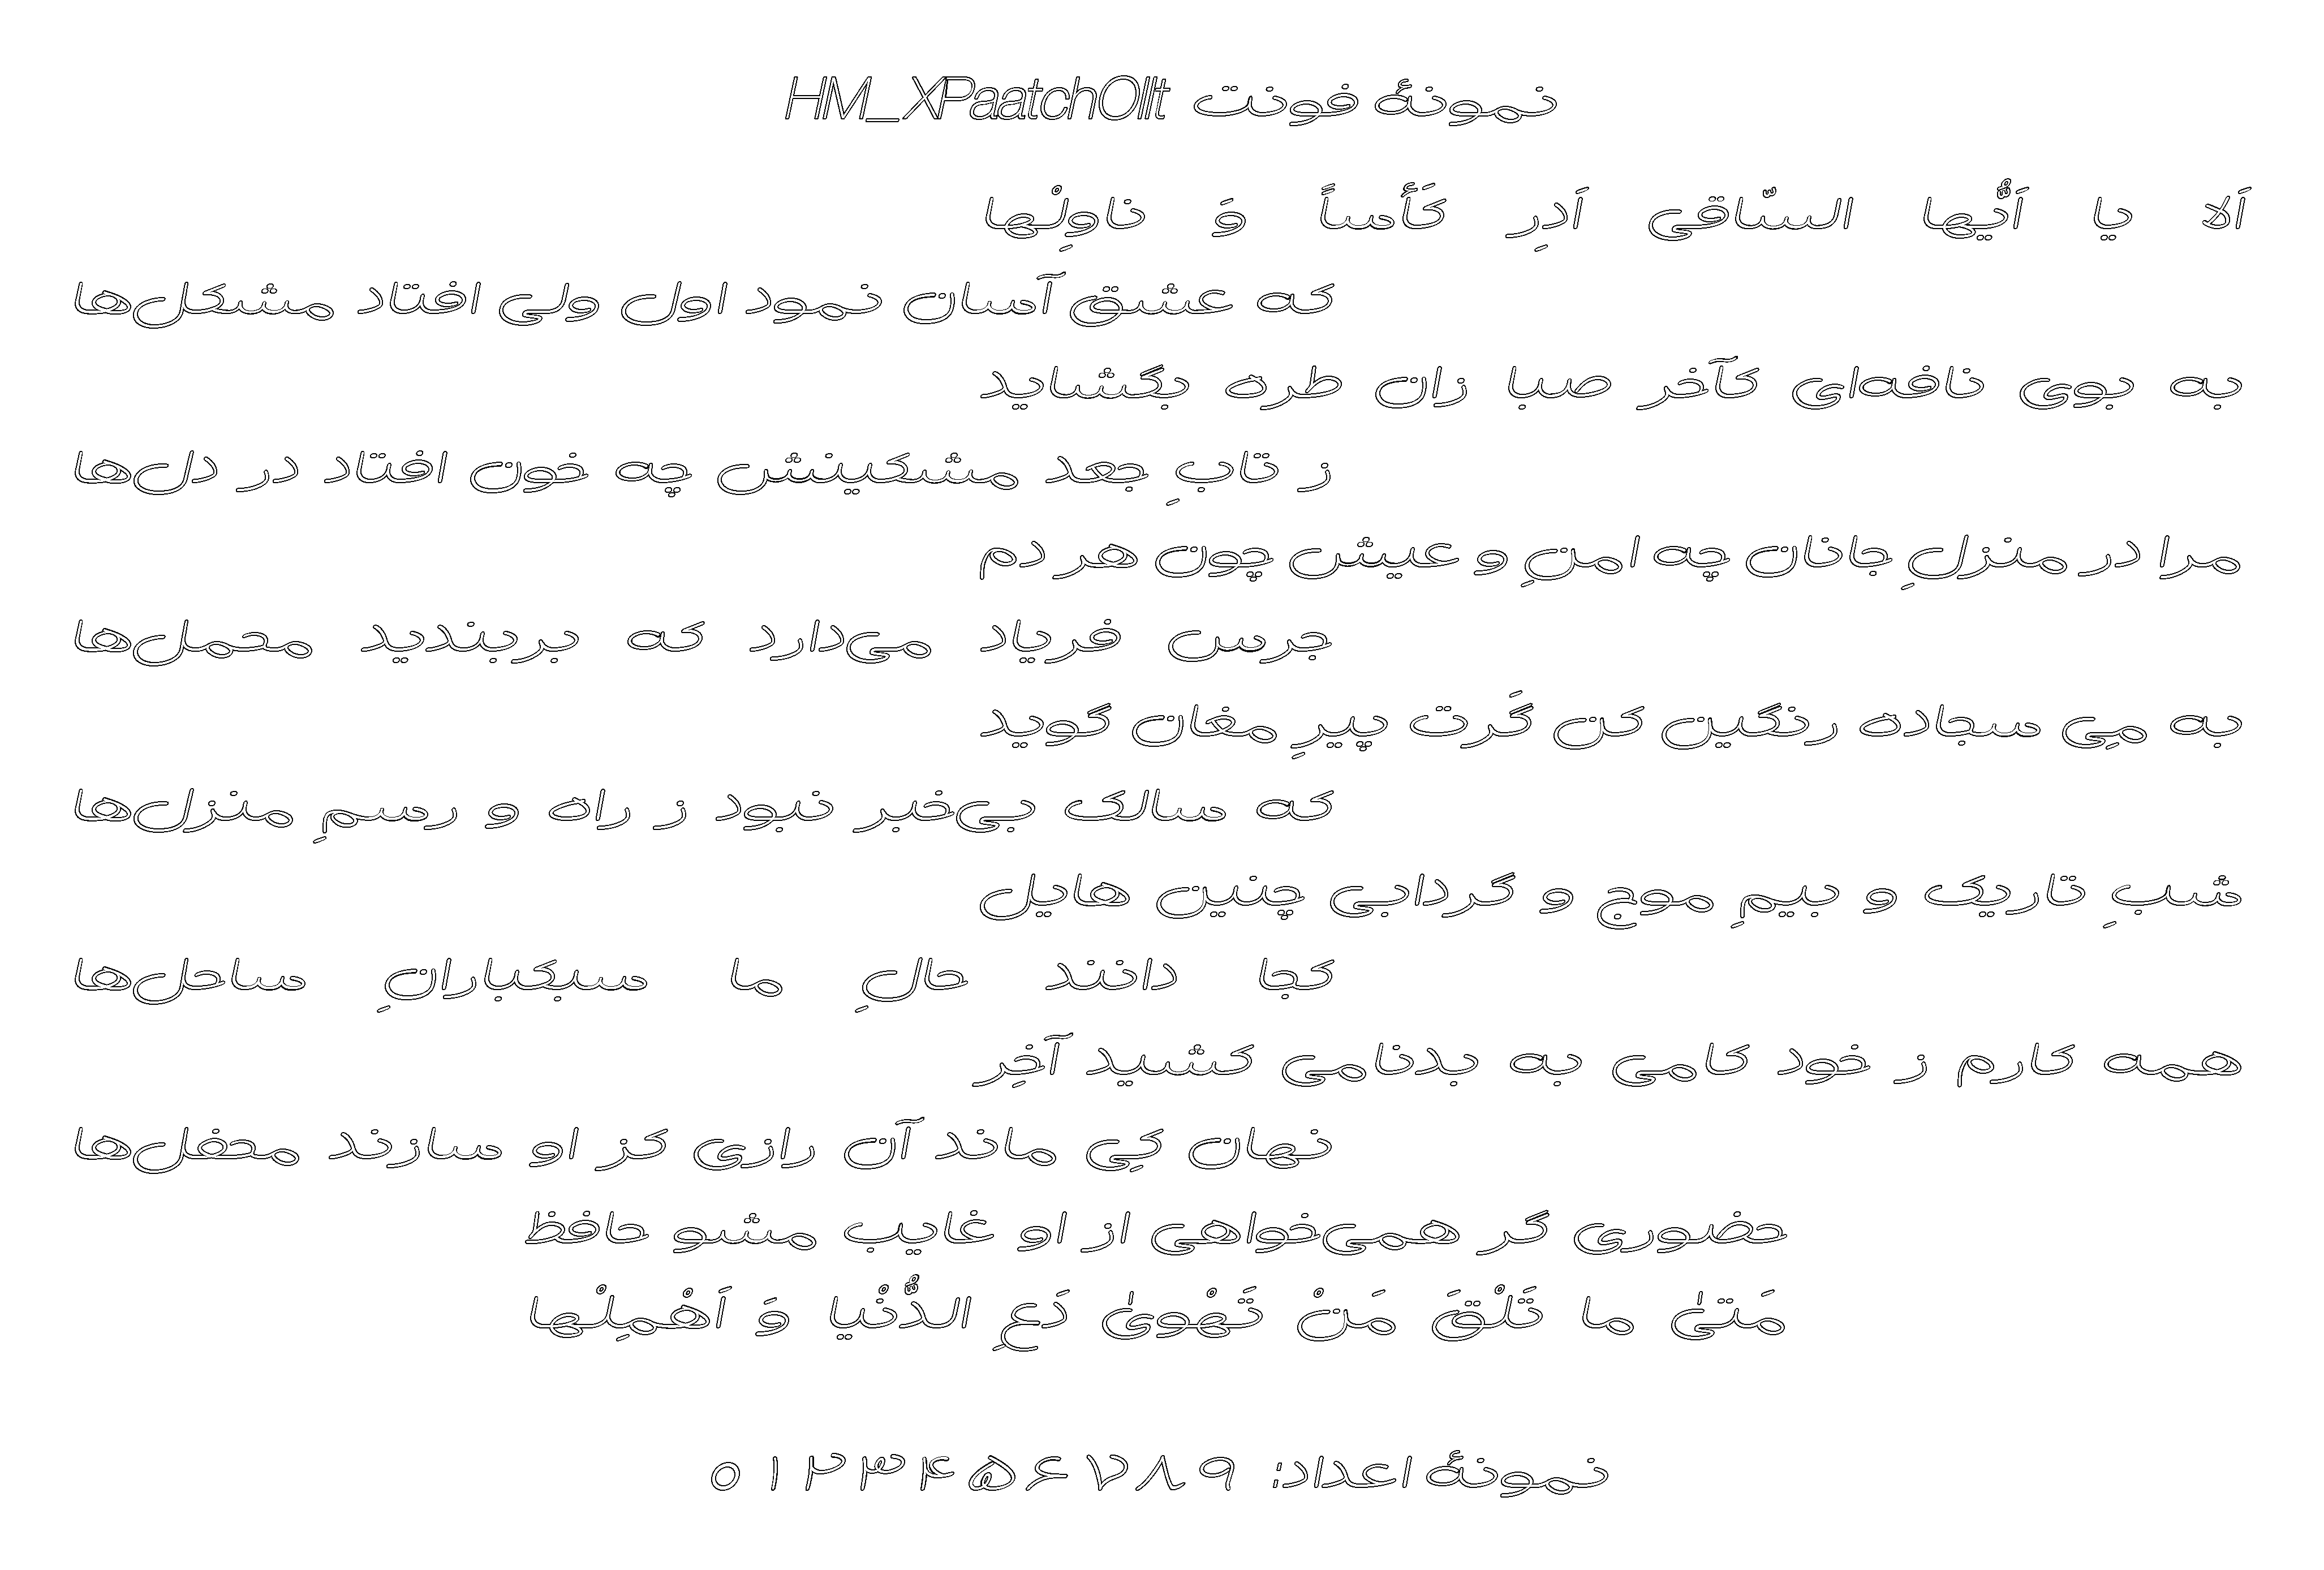 نمونهٔ فونت HM_XPaatchOllt
اَلا یا اَیُّها السّاقی اَدِر کَأساً وَ ناوِلْها
که عشق آسان نمود اول ولی افتاد مشکل‌ها
به بوی نافه‌ای کآخر صبا زان طره بگشاید
ز تابِ جعد مشکینش چه خون افتاد در دل‌ها
مرا در منزلِ جانان چه امنِ و عیش چون هر دم
جرس فریاد می‌دارد که بربندید محمل‌ها
به مِی سجاده رنگین کن گَرت پیرِ مغان گوید
که سالک بی‌خبر نبود ز راه و رسمِ منزل‌ها
شبِ تاریک و بیمِ موج و گردابی چنین هایل
کجا دانند حالِ ما سبکبارانِ ساحل‌ها
همه کارم ز خود کامی به بدنامی کشید آخِر
نهان کِی ماند آن رازی کز او سازند محفل‌ها
حضوری گر همی‌خواهی از او غایب مشو حافظ
مَتیٰ ما تَلْقَ مَنْ تَهْویٰ دَعِ الدُّنْیا وَ اَهْمِلْها
نمونهٔ اعداد: ۹ ۸ ۷ ۶ ۵ ۴ ۳ ۲ ۱ ۰